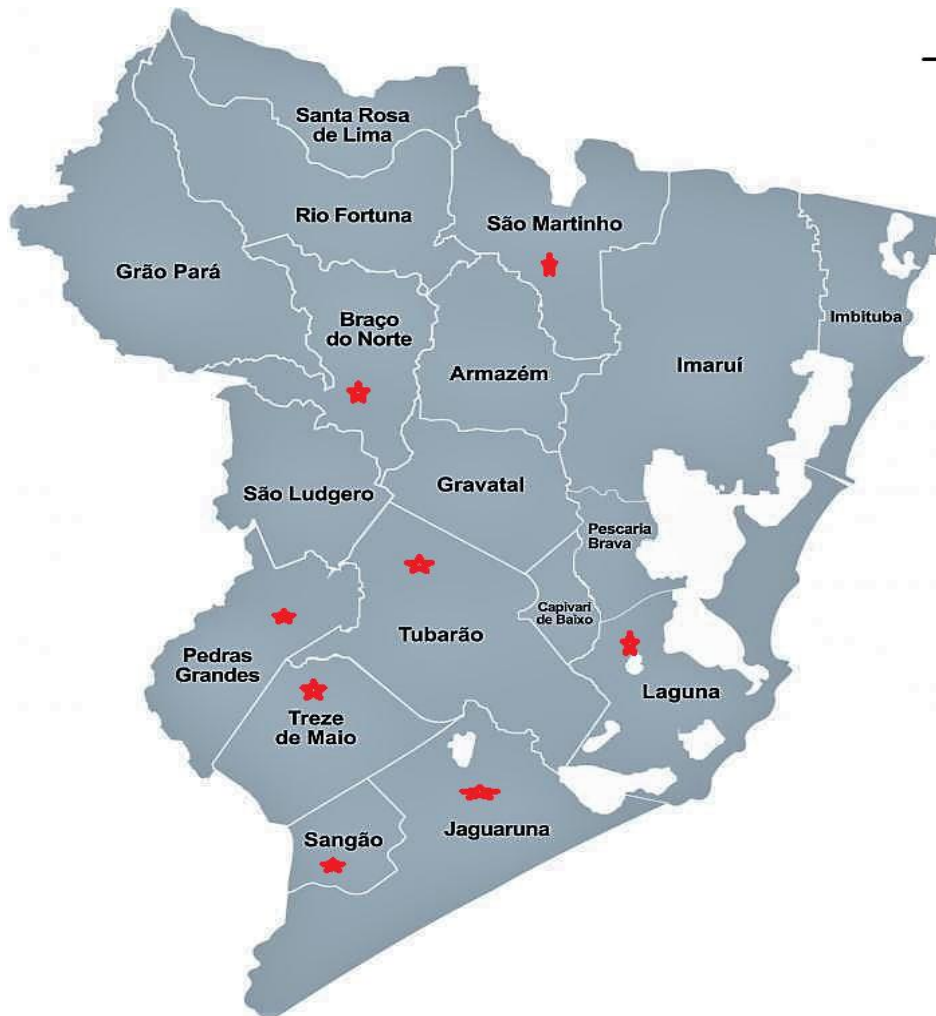 Santa Rosa
de Lima
Rio Fortuna
São Martinho
Grão Pará
Imbituba
Braço
do Norte
Armazém
Imaruí
São Ludgero
Gravatal
Pescaria
Brava
Capivari
de Baixo
Tubarão
Pedras
Grandes
Laguna
Treze
de Maio
Sangão
Jaguaruna